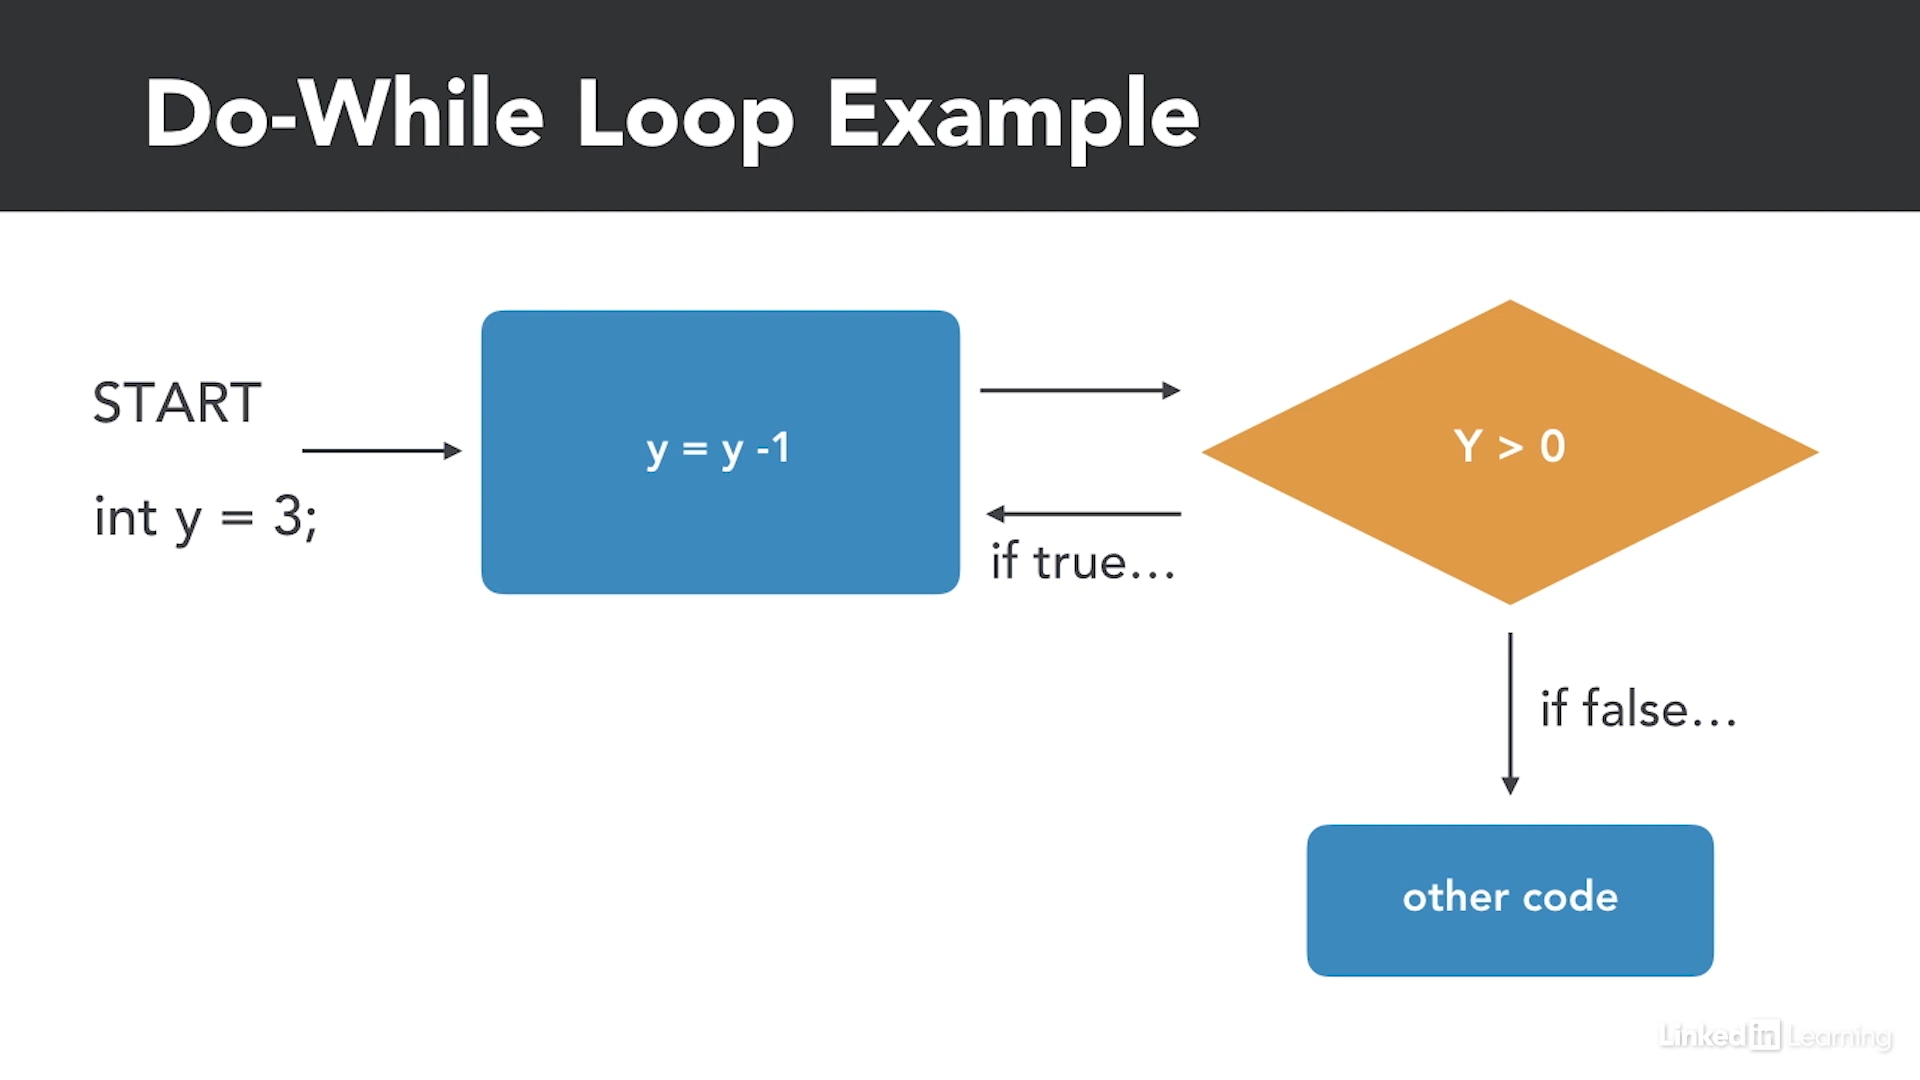 Do-While Loop Example
START
int y = 3;
y = y -1
Y > 0
if true...
if false...
other code
Linked in Learning